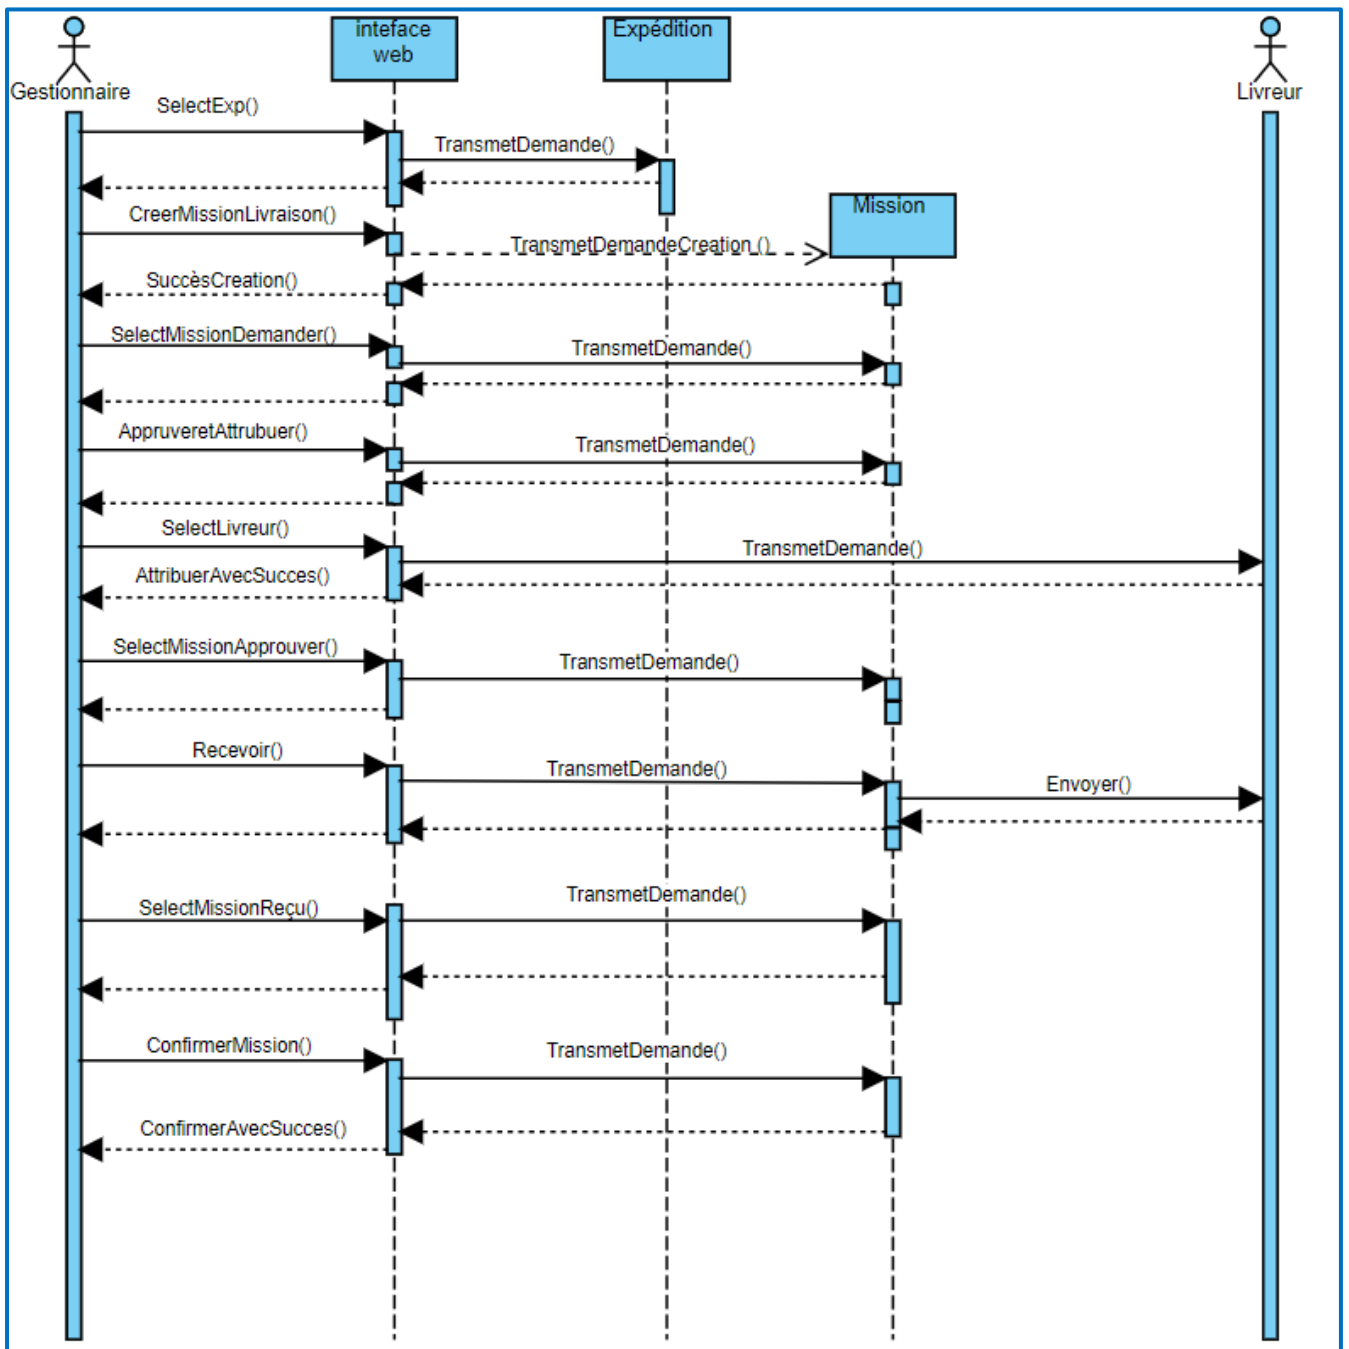 inteface
web
Expédition
Gestionnaire
Livreur
SelectExp()
TransmetDemande()
Mission
CreerMissionLivraison()
TransmetDemandeCreation ()
SuccèsCreation()
SelectMissionDemander()
TransmetDemande()
AppruveretAttrubuer()
TransmetDemande()
SelectLivreur()
TransmetDemande()
AttribuerAvecSucces()
SelectMissionApprouver()
TransmetDemande()
Recevoir()
TransmetDemande()
Envoyer()
TransmetDemande()
SelectMissionReçu()
ConfirmerMission()
TransmetDemande()
ConfirmerAvecSucces()